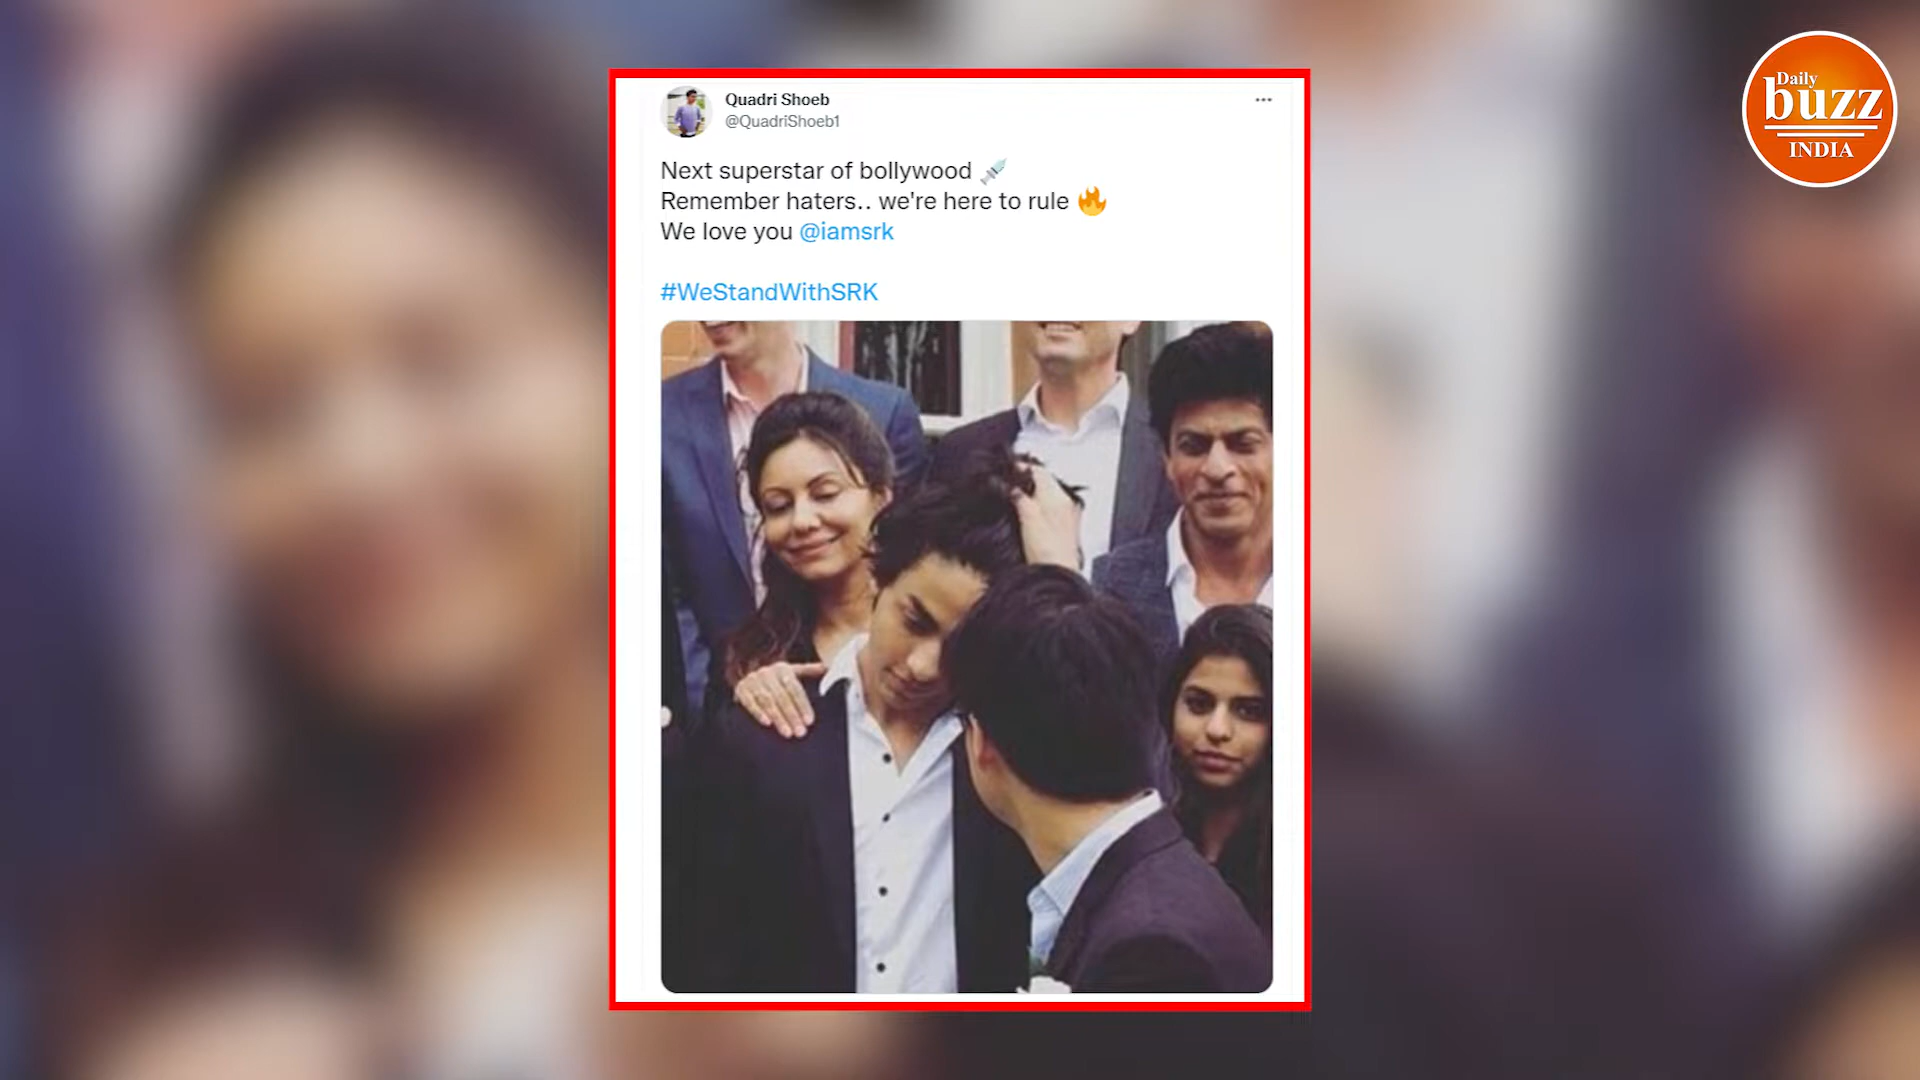 Quadri Shoeb
@QuadriShoeb1
Next superstar of bollywood
Remember haters.. we're here to rule 🔥
We love you @iamsrk
#WeStandWithSRK
Daily
buzz
INDIA